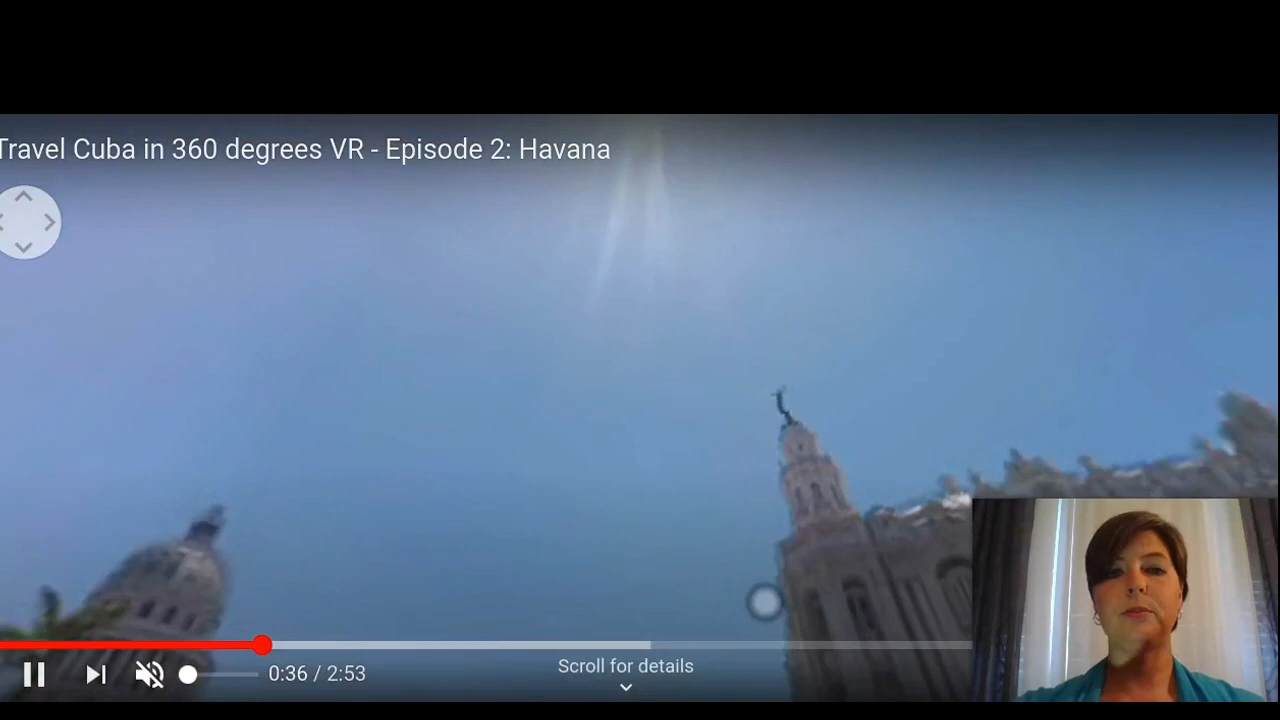 Travel Cuba in 360 degrees VR - Episode 2: Havana
0:36 / 2:53
Scroll for details